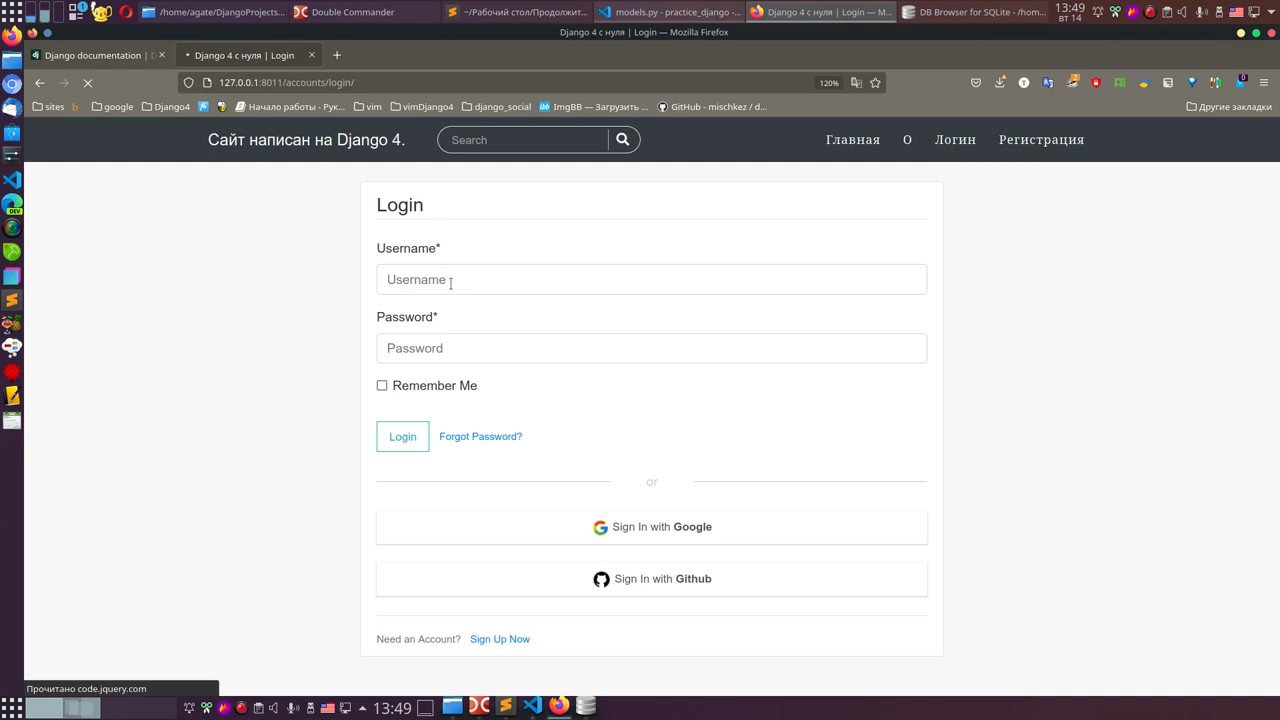 /home/agate/DjangoProjects...
Double Command­er
~/Рабочий стол/Продолжит...
models.py - practice_django -...
Django 4 с нуля | Login — M...
DB Browser for SQLite - /hom...
13:49
вт 14
Django 4 с нуля | Login — Mozilla Firefox
Django documentation | D
Django 4 с нуля | Login
127.0.0.1:8011/accounts/login/
120%
sites
google
Django4
Начало работы - Рук...
vim
vimDjango4
django_social
ImgBB — Загрузить ...
GitHub - mischkez / d...
Другие закладки
Сайт написан на Django 4.
Search
Главная
О
Логин
Регистрация
Login
Username*
Username
Password*
Password
Remember Me
Login
Forgot Password?
or
Sign In with Google
Sign In with Github
Need an Account? Sign Up Now
Прочитано code.jquery.com
13:49